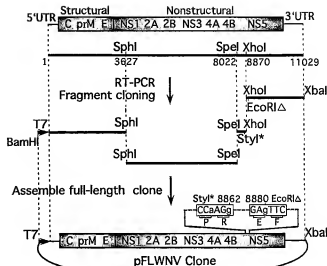 Structural Nonstructural
5'UTR 3'UTR
C prM E NS1 2A 2B NS3 4A 4B NS5
SphI SpeI XhoI
1 3627 8022 8870 11029
RT-PCR
Fragment cloning
XhoI XbaI
EcoRIΔ
T7 SphI SpeI XhoI
BamHI StyI*
SphI SpeI
Assemble full-length clone
StyI* 8862 8880 EcoRIΔ
CCaAGg GAgTTC
P R E F
T7 XbaI
C prM E NS1 2A 2B NS3 4A 4B NS5
pFLWNV Clone